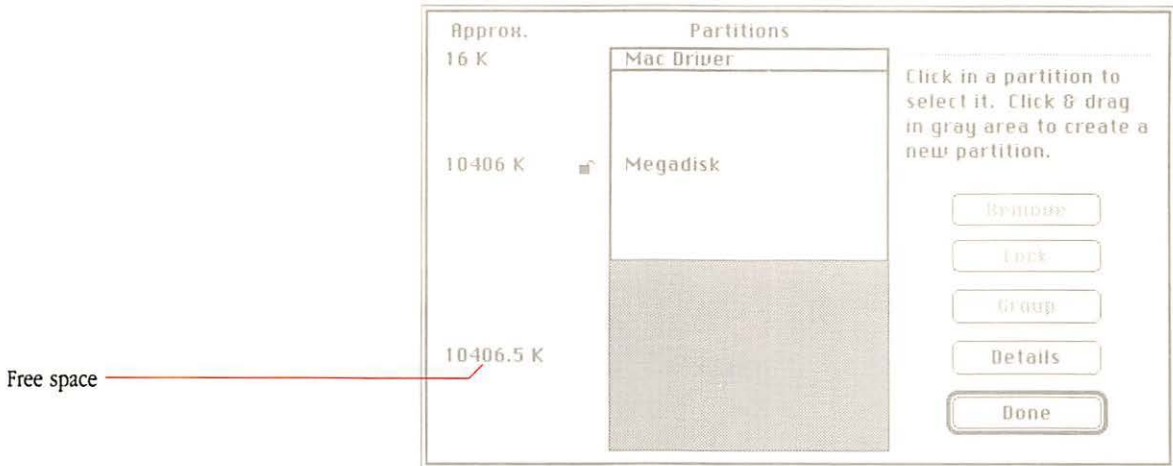 Approx.
Partitions
16 K
Mac Driver
Click in a partition to
select it. Click & drag
in gray area to create a
new partition.
10406 K
Megadisk
Remove
Lock
Group
10406.5 K
Details
Free space
Done